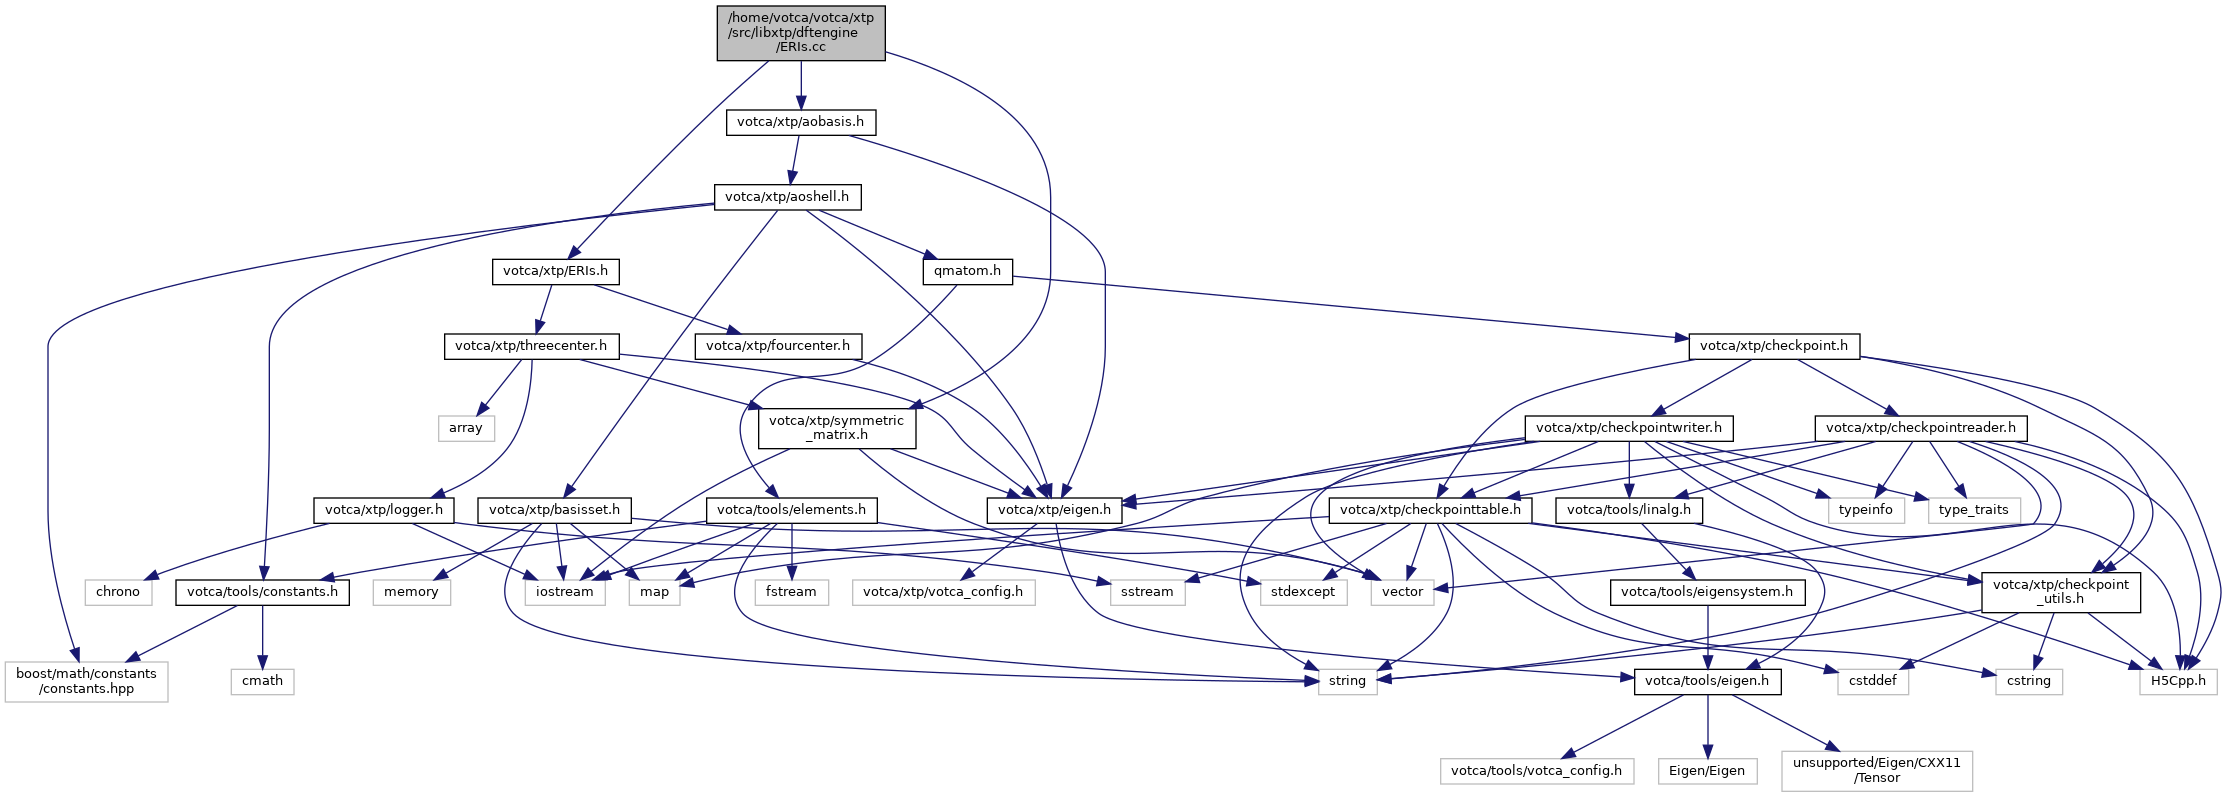 /home/votca/votca/xtp
/src/libxtp/dftengine
/ERIs.cc
votca/xtp/aobasis.h
votca/xtp/aoshell.h
votca/xtp/ERIs.h
qmatom.h
votca/xtp/threecenter.h
votca/xtp/fourcenter.h
votca/xtp/checkpoint.h
array
votca/xtp/symmetric
_matrix.h
votca/xtp/checkpointwriter.h
votca/xtp/checkpointreader.h
votca/xtp/logger.h
votca/xtp/basisset.h
votca/tools/elements.h
votca/xtp/eigen.h
votca/xtp/checkpointtable.h
votca/tools/linalg.h
typeinfo
type_traits
chrono
votca/tools/constants.h
memory
iostream
map
fstream
votca/xtp/votca_config.h
sstream
stdexcept
vector
votca/tools/eigensystem.h
votca/xtp/checkpoint
_utils.h
boost/math/constants
/constants.hpp
cmath
string
votca/tools/eigen.h
cstddef
cstring
H5Cpp.h
votca/tools/votca_config.h
Eigen/Eigen
unsupported/Eigen/CXX11
/Tensor